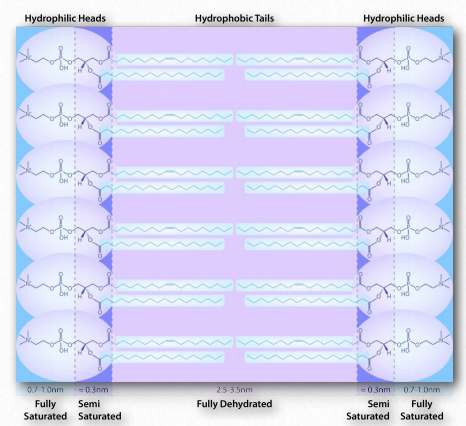 Hydrophilic Heads Hydrophobic Tails Hydrophilic Heads
0.7-1.0nm ≈ 0.3nm 2.5-3.5nm ≈ 0.3nm 0.7-1.0nm
Fully Semi Fully Dehydrated Semi Fully
Saturated Saturated Saturated Saturated